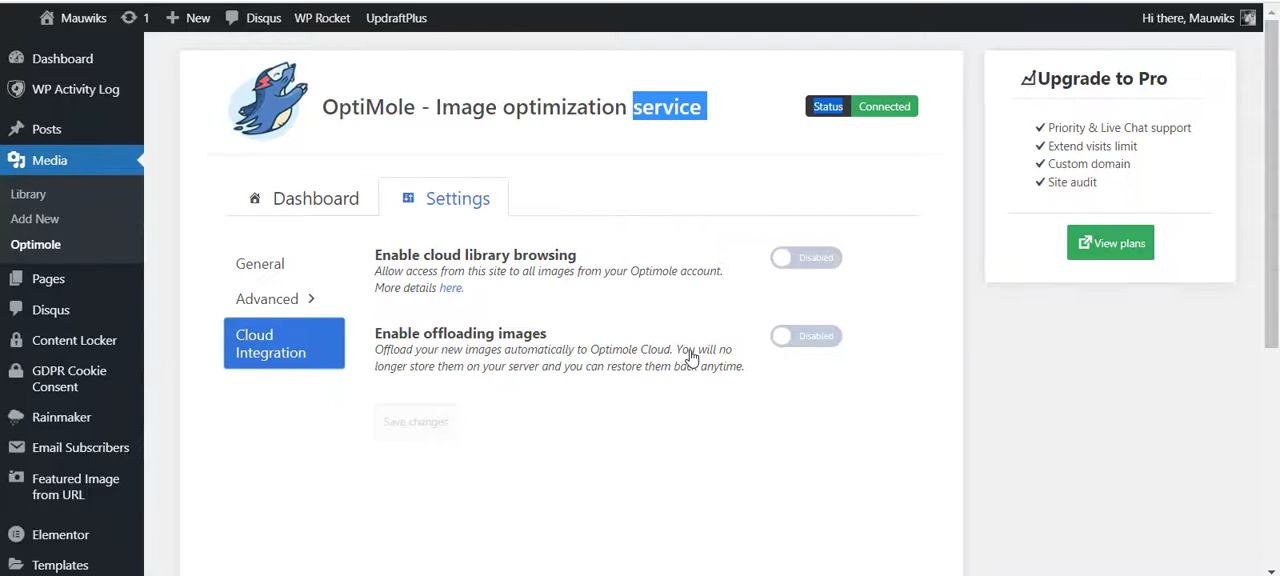 Mauwiks
1
New
Disqus
WP Rocket
UpdraftPlus
Hi there, Mauwiks
Dashboard
WP Activity Log
Posts
Media
Library
Add New
Optimole
Pages
Disqus
Content Locker
GDPR Cookie
Consent
Rainmaker
Email Subscribers
Featured Image
from URL
Elementor
Templates
OptiMole - Image optimization service
Status
Connected
Dashboard
Settings
General
Advanced
Cloud
Integration
Enable cloud library browsing
Disabled
Allow access from this site to all images from your Optimole account.
More details here.
Enable offloading images
Disabled
Offload your new images automatically to Optimole Cloud. You will no
longer store them on your server and you can restore them back anytime.
Save changes
Upgrade to Pro
Priority & Live Chat support
Extend visits limit
Custom domain
Site audit
View plans